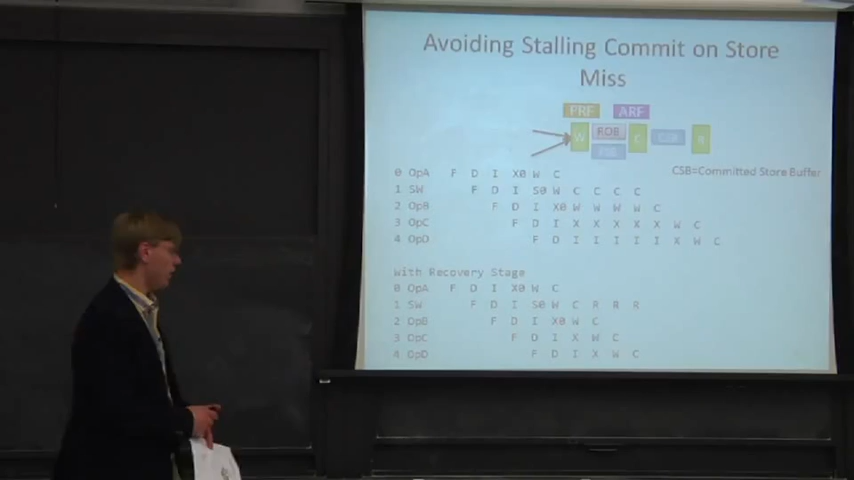 Avoiding Stalling Commit on Store
Miss
PRF ARF
W ROB C CSB R
CSB=Committed Store Buffer
0 OpA F D I X0 W C
1 SW F D I S0 W C C C C
2 OpB F D I X0 W W W W C
3 OpC F D I X X X X X W C
4 OpD F D I I I I I X W C
With Recovery Stage
0 OpA F D I X0 W C
1 SW F D I S0 W C R R R
2 OpB F D I X0 W C
3 OpC F D I X W C
4 OpD F D I X W C